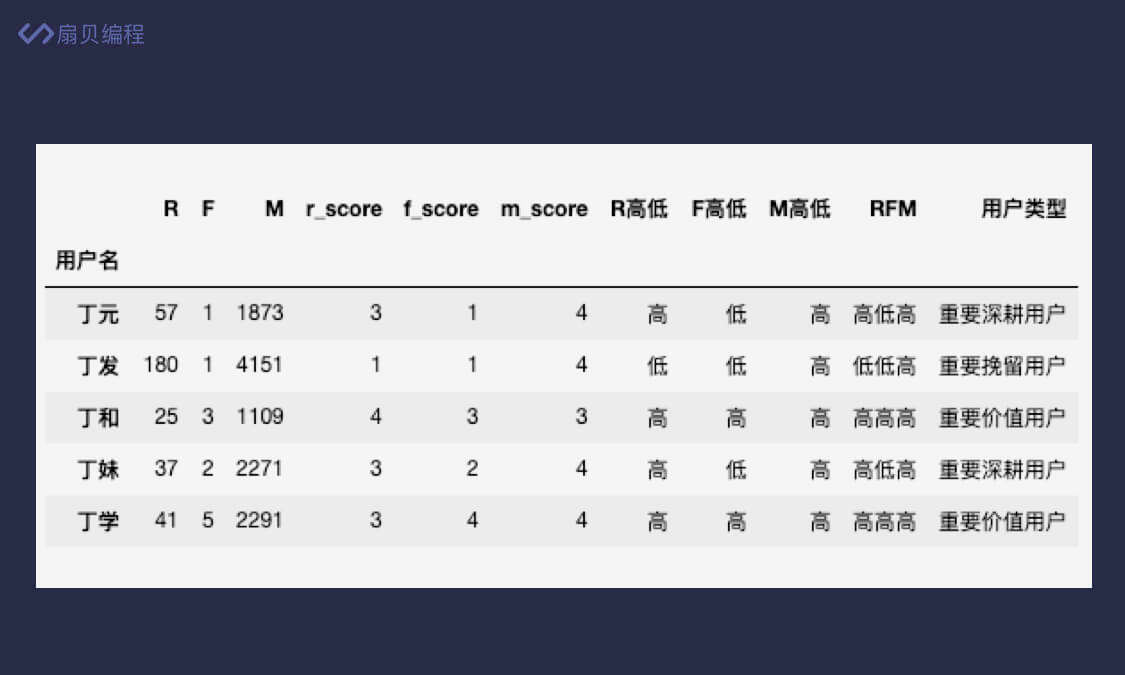 扇贝编程
R F M r_score f_score m_score R高低 F高低 M高低 RFM 用户类型
用户名
丁元 57 1 1873 3 1 4 高 低 高 高低高 重要深耕用户
丁发 180 1 4151 1 1 4 低 低 高 低低高 重要挽留用户
丁和 25 3 1109 4 3 3 高 高 高 高高高 重要价值用户
丁妹 37 2 2271 3 2 4 高 低 高 高低高 重要深耕用户
丁学 41 5 2291 3 4 4 高 高 高 高高高 重要价值用户